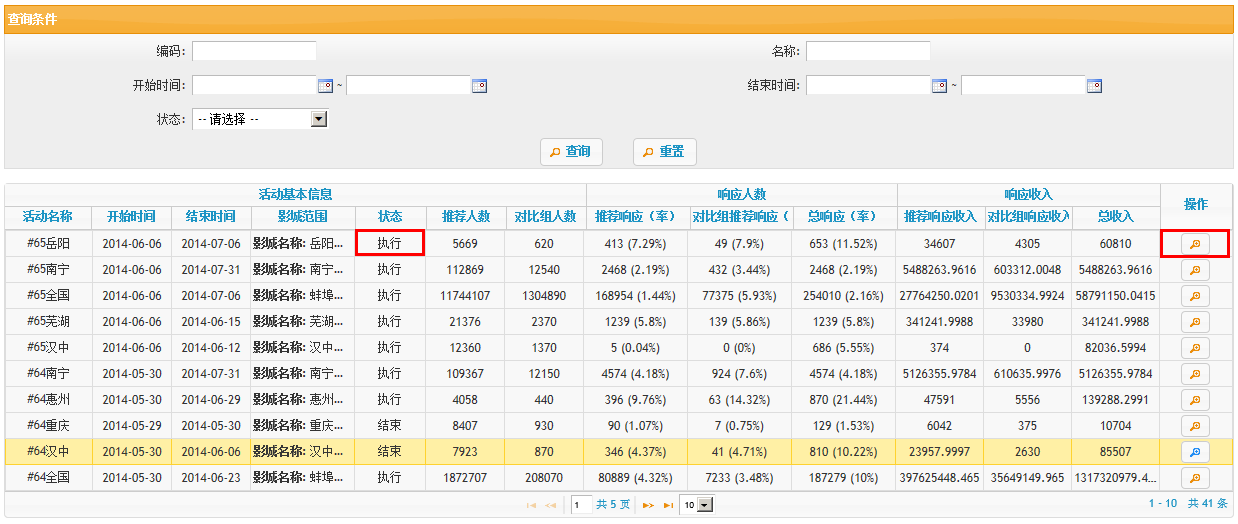 查询条件
编码: 名称:
开始时间: ~ 结束时间: ~
状态: -- 请选择 --
查询 重置
活动基本信息 响应人数 响应收入 操作
活动名称 开始时间 结束时间 影城范围 状态 推荐人数 对比组人数 推荐响应（率） 对比组推荐响应（ 总响应（率） 推荐响应收入 对比组响应收入 总收入
#65岳阳 2014-06-06 2014-07-06 影城名称: 岳阳... 执行 5669 620 413 (7.29%) 49 (7.9%) 653 (11.52%) 34607 4305 60810
#65南宁 2014-06-06 2014-07-31 影城名称: 南宁... 执行 112869 12540 2468 (2.19%) 432 (3.44%) 2468 (2.19%) 5488263.9616 603312.0048 5488263.9616
#65全国 2014-06-06 2014-07-06 影城名称: 蚌埠... 执行 11744107 1304890 168954 (1.44%) 77375 (5.93%) 254010 (2.16%) 27764250.0201 9530334.9924 58791150.0415
#65芜湖 2014-06-06 2014-06-15 影城名称: 芜湖... 执行 21376 2370 1239 (5.8%) 139 (5.86%) 1239 (5.8%) 341241.9988 33980 341241.9988
#65汉中 2014-06-06 2014-06-12 影城名称: 汉中... 执行 12360 1370 5 (0.04%) 0 (0%) 686 (5.55%) 374 0 82036.5994
#64南宁 2014-05-30 2014-07-31 影城名称: 南宁... 执行 109367 12150 4574 (4.18%) 924 (7.6%) 4574 (4.18%) 5126355.9784 610635.9976 5126355.9784
#64惠州 2014-05-30 2014-06-29 影城名称: 惠州... 执行 4058 440 396 (9.76%) 63 (14.32%) 870 (21.44%) 47591 5556 139288.2991
#64重庆 2014-05-29 2014-05-30 影城名称: 重庆... 结束 8407 930 90 (1.07%) 7 (0.75%) 129 (1.53%) 6042 375 10704
#64汉中 2014-05-30 2014-06-06 影城名称: 汉中... 结束 7923 870 346 (4.37%) 41 (4.71%) 810 (10.22%) 23957.9997 2630 85507
#64全国 2014-05-30 2014-06-23 影城名称: 蚌埠... 执行 1872707 208070 80889 (4.32%) 7233 (3.48%) 187279 (10%) 397625448.465 35649149.965 1317320979.4...
1 共 5 页 10 1 - 10 共 41 条